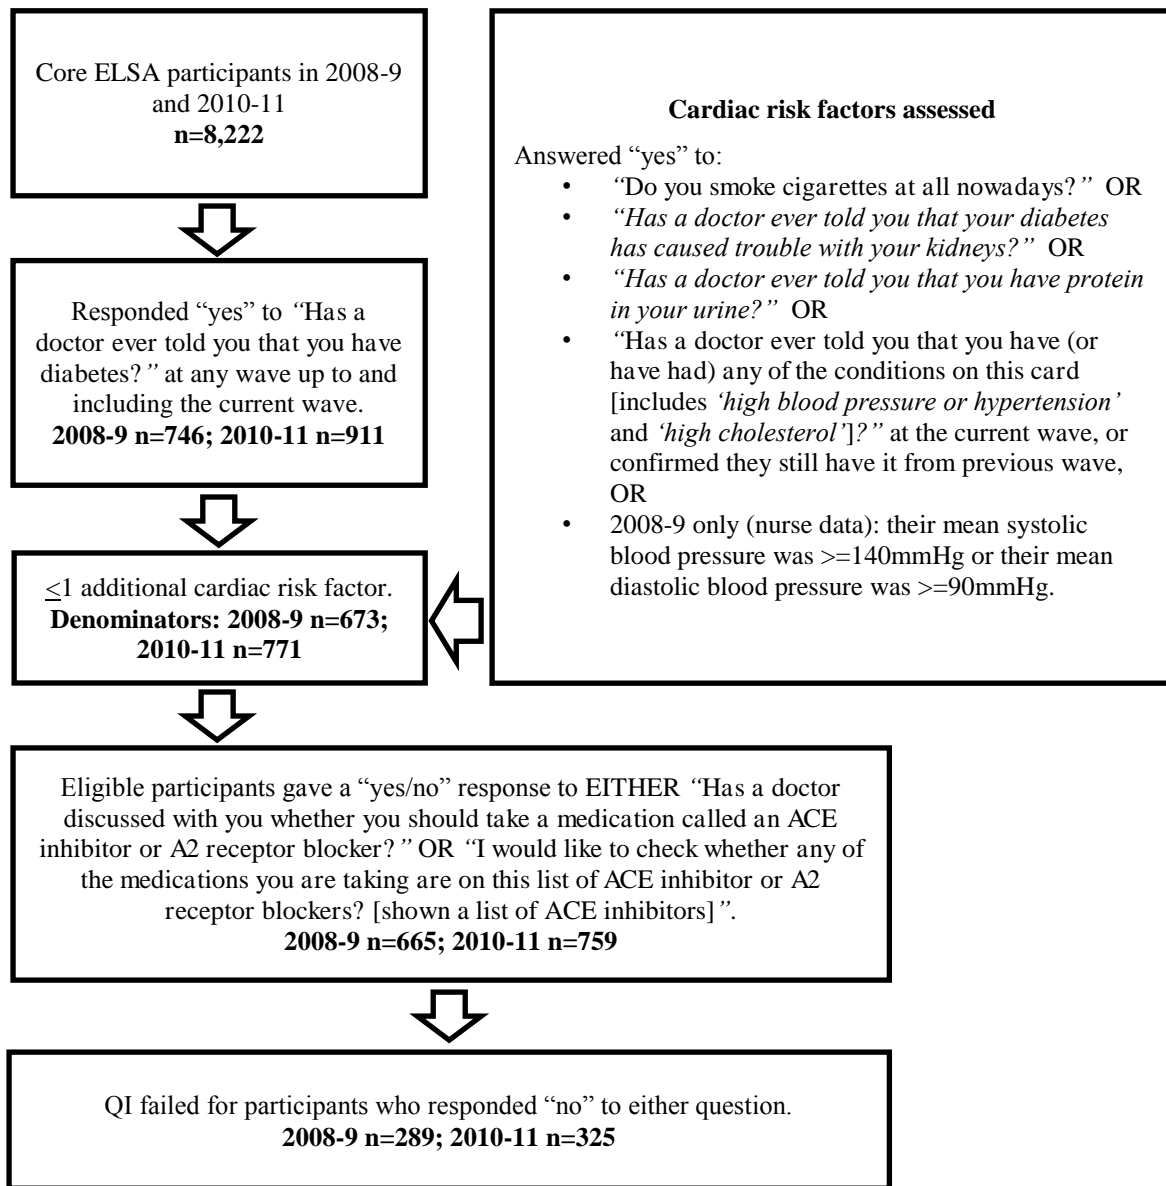 Core ELSA participants in 2008-9
and 2010-11
n=8,222
Responded “yes” to “Has a
doctor ever told you that you have
diabetes?” at any wave up to and
including the current wave.
2008-9 n=746; 2010-11 n=911
<1 additional cardiac risk factor.
Denominators: 2008-9 n=673;
2010-11 n=771
Cardiac risk factors assessed
Answered “yes” to:
• “Do you smoke cigarettes at all nowadays?” OR
• “Has a doctor ever told you that your diabetes
has caused trouble with your kidneys?” OR
• “Has a doctor ever told you that you have protein
in your urine?” OR
• “Has a doctor ever told you that you have (or
have had) any of the conditions on this card
[includes ‘high blood pressure or hypertension’
and ‘high cholesterol’]?” at the current wave, or
confirmed they still have it from previous wave,
OR
• 2008-9 only (nurse data): their mean systolic
blood pressure was >=140mmHg or their mean
diastolic blood pressure was >=90mmHg.
Eligible participants gave a “yes/no” response to EITHER “Has a doctor
discussed with you whether you should take a medication called an ACE
inhibitor or A2 receptor blocker?” OR “I would like to check whether any of
the medications you are taking are on this list of ACE inhibitor or A2
receptor blockers? [shown a list of ACE inhibitors]”.
2008-9 n=665; 2010-11 n=759
QI failed for participants who responded “no” to either question.
2008-9 n=289; 2010-11 n=325